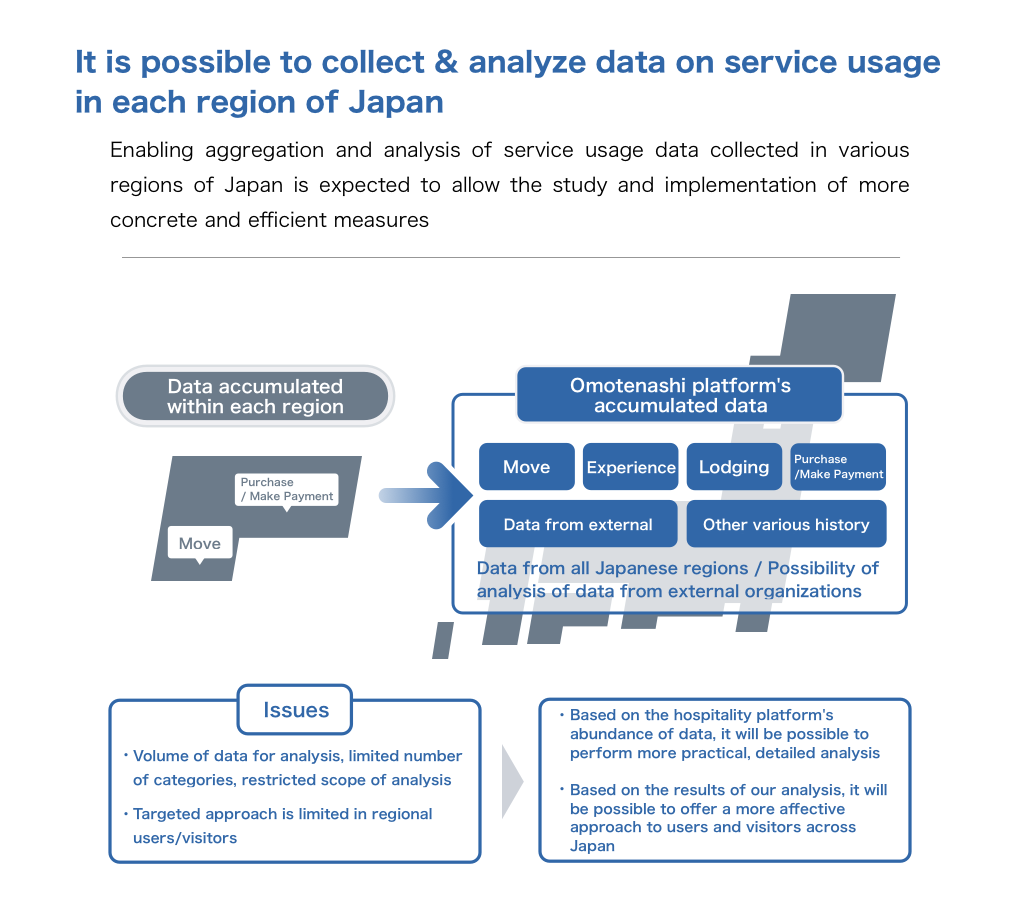 It is possible to collect & analyze data on service usage
in each region of Japan
Enabling aggregation and analysis of service usage data collected in various
regions of Japan is expected to allow the study and implementation of more
concrete and efficient measures
Data accumulated
within each region
Purchase
/ Make Payment
Move
Omotenashi platform's
accumulated data
Move
Experience
Lodging
Purchase
/Make Payment
Data from external
Other various history
Data from all Japanese regions / Possibility of
analysis of data from external organizations
Issues
・Volume of data for analysis, limited number
of categories, restricted scope of analysis
・Targeted approach is limited in regional
users/visitors
・Based on the hospitality platform's
abundance of data, it will be possible to
perform more practical, detailed analysis
・Based on the results of our analysis, it will
be possible to offer a more affective
approach to users and visitors across
Japan